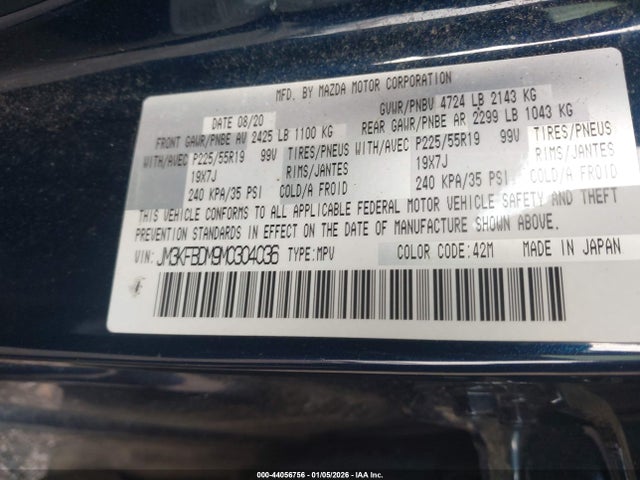 MFD. BY MAZDA MOTOR CORPORATION
DATE 08/20 GVWR/PNBV 4724 LB 2143 KG
FRONT GAWR/PNBE AV 2425 LB 1100 KG REAR GAWR/PNBE AR 2299 LB 1043 KG
WITH/AVEC P225/55R19 99V TIRES/PNEUS WITH/AVEC P225/55R19 99V TIRES/PNEUS
19X7J RIMS/JANTES 19X7J RIMS/JANTES
240 KPA/35 PSI COLD/A FROID 240 KPA/35 PSI COLD/A FROID
THIS VEHICLE CONFORMS TO ALL APPLICABLE FEDERAL MOTOR VEHICLE SAFETY AND THEFT
PREVENTION STANDARDS IN EFFECT ON THE DATE OF MANUFACTURE SHOWN ABOVE.
VIN: JM3KFBDM9M0304036 TYPE: MPV COLOR CODE: 42M MADE IN JAPAN
000-44056756 - 01/05/2026 - IAA Inc.